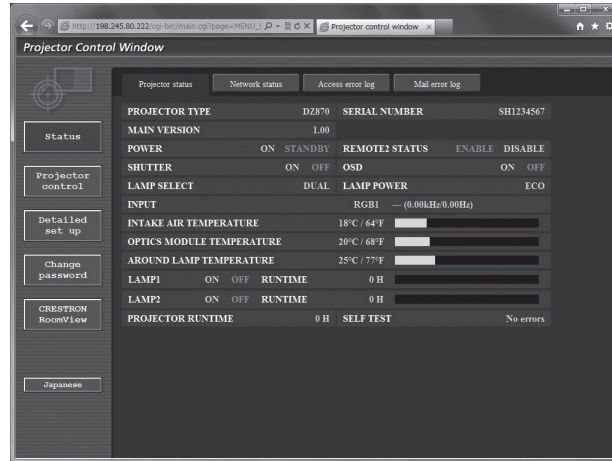 http://198.245.80.222/cgi-bin/main.cgi?page=MENU_1
Projector control window
Projector Control Window
Projector status
Network status
Access error log
Mail error log
Status
Projector control
Detailed set up
Change password
CRESTRON RoomView
Japanese
PROJECTOR TYPE DZ870 SERIAL NUMBER SH1234567
MAIN VERSION 1.00
POWER ON STANDBY REMOTE2 STATUS ENABLE DISABLE
SHUTTER ON OFF OSD ON OFF
LAMP SELECT DUAL LAMP POWER ECO
INPUT RGB1 --- (0.00kHz/0.00Hz)
INTAKE AIR TEMPERATURE 18°C / 64°F
OPTICS MODULE TEMPERATURE 20°C / 68°F
AROUND LAMP TEMPERATURE 25°C / 77°F
LAMP1 ON OFF RUNTIME 0 H
LAMP2 ON OFF RUNTIME 0 H
PROJECTOR RUNTIME 0 H SELF TEST No errors